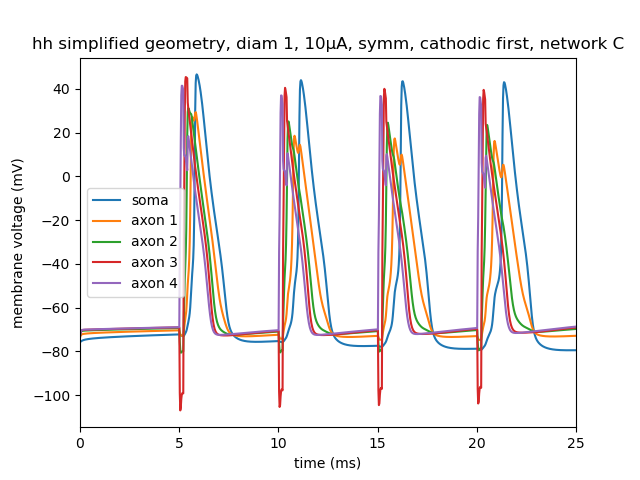 hh simplified geometry, diam 1, 10μA, symm, cathodic first, network C
membrane voltage (mV)
40
20
0
−20
−40
−60
−80
−100
soma
axon 1
axon 2
axon 3
axon 4
0 5 10 15 20 25
time (ms)